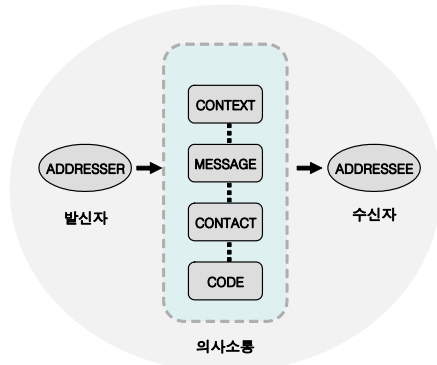 CONTEXT
ADDRESSER
MESSAGE
ADDRESSEE
발신자
수신자
CONTACT
CODE
의사소통